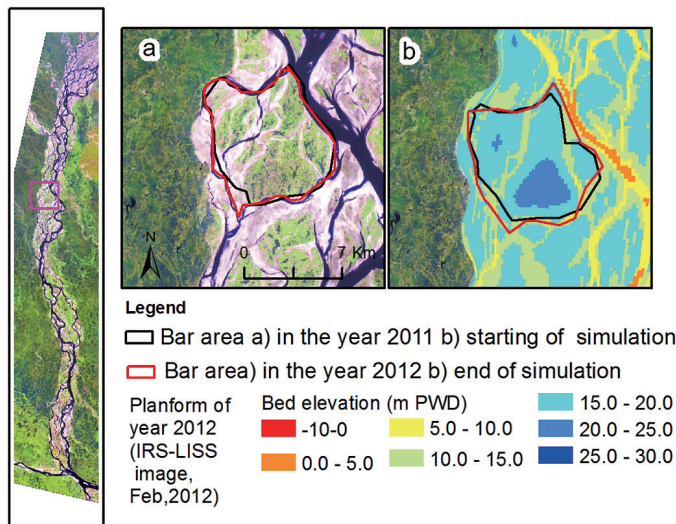 a
b
N
0 7 Km
Legend
Bar area a) in the year 2011 b) starting of simulation
Bar area) in the year 2012 b) end of simulation
Planform of
year 2012
(IRS-LISS
image,
Feb,2012)
Bed elevation (m PWD)
-10-0
0.0 - 5.0
5.0 - 10.0
10.0 - 15.0
15.0 - 20.0
20.0 - 25.0
25.0 - 30.0